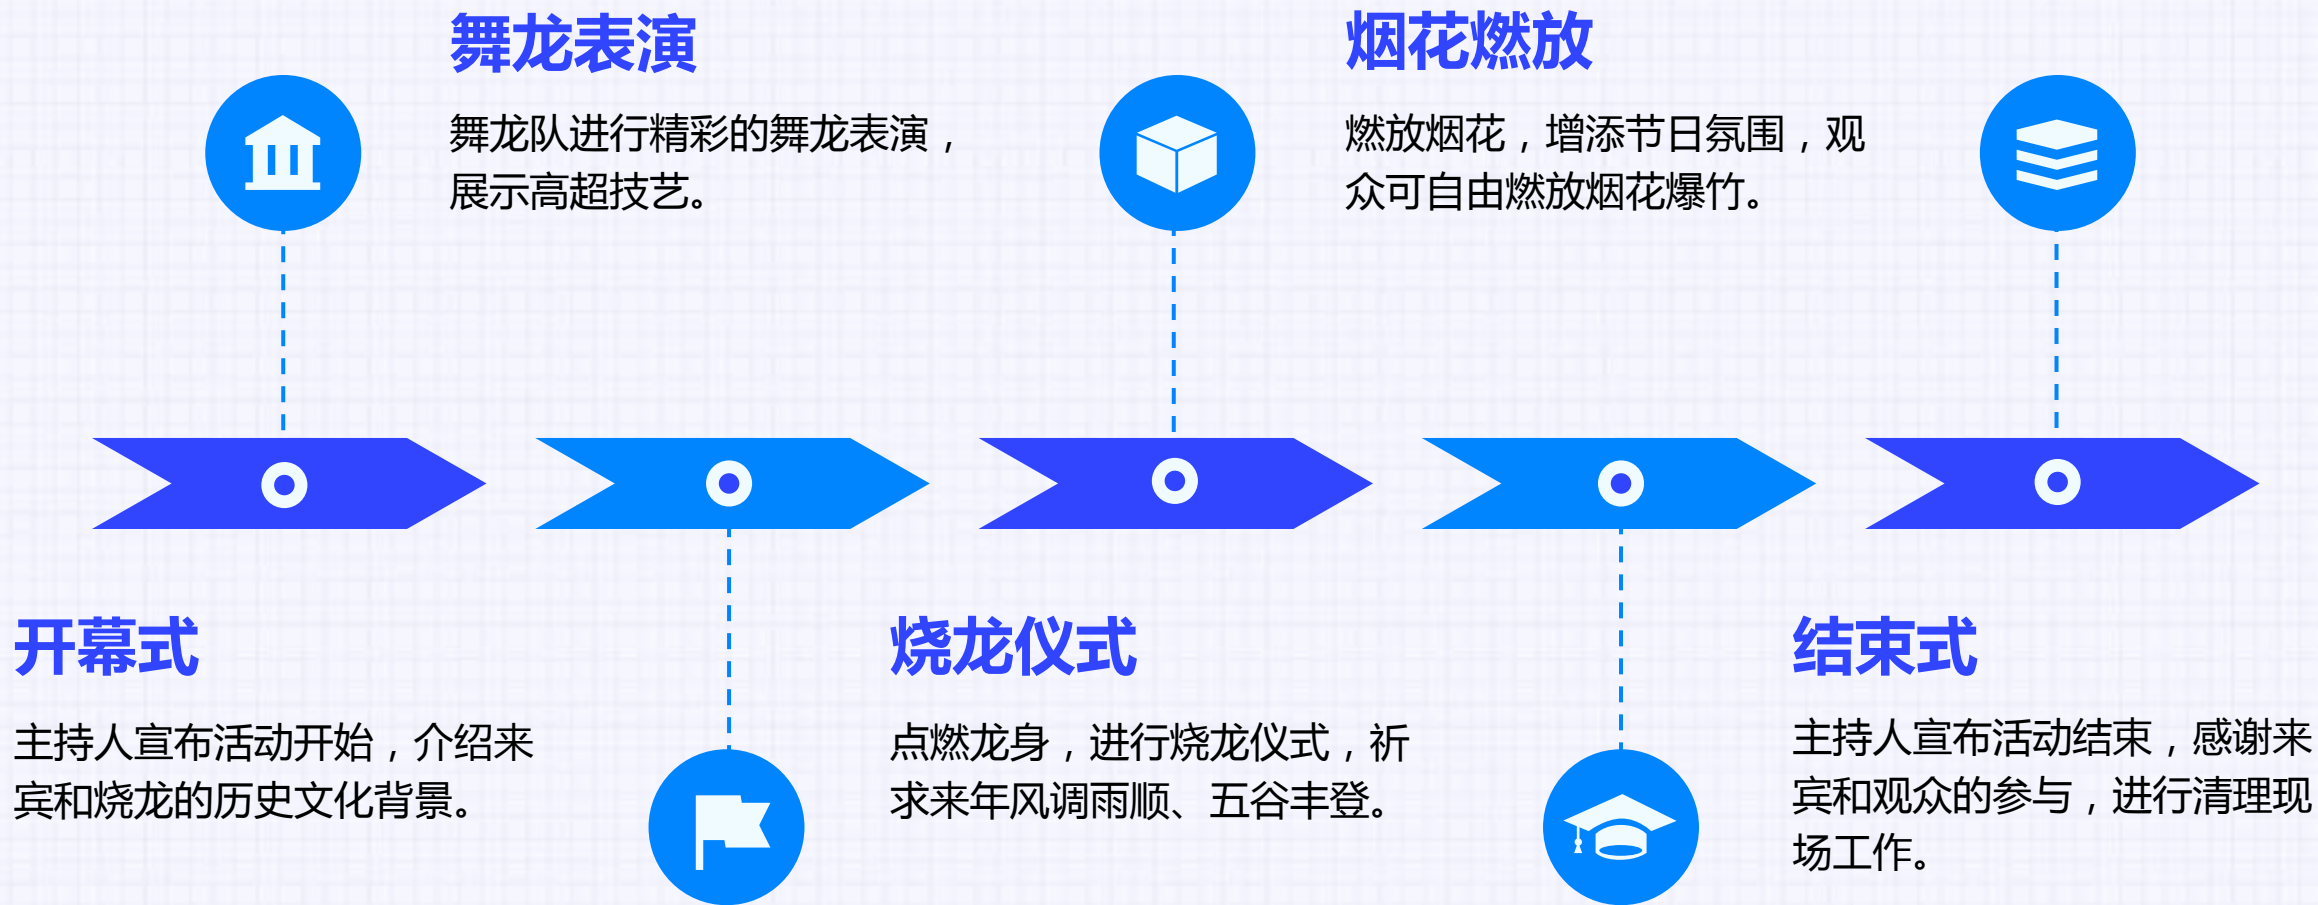 舞龙表演
舞龙队进行精彩的舞龙表演，
展示高超技艺。
烟花燃放
燃放烟花，增添节日氛围，观
众可自由燃放烟花爆竹。
开幕式
主持人宣布活动开始，介绍来
宾和烧龙的历史文化背景。
烧龙仪式
点燃龙身，进行烧龙仪式，祈
求来年风调雨顺、五谷丰登。
结束式
主持人宣布活动结束，感谢来
宾和观众的参与，进行清理现
场工作。